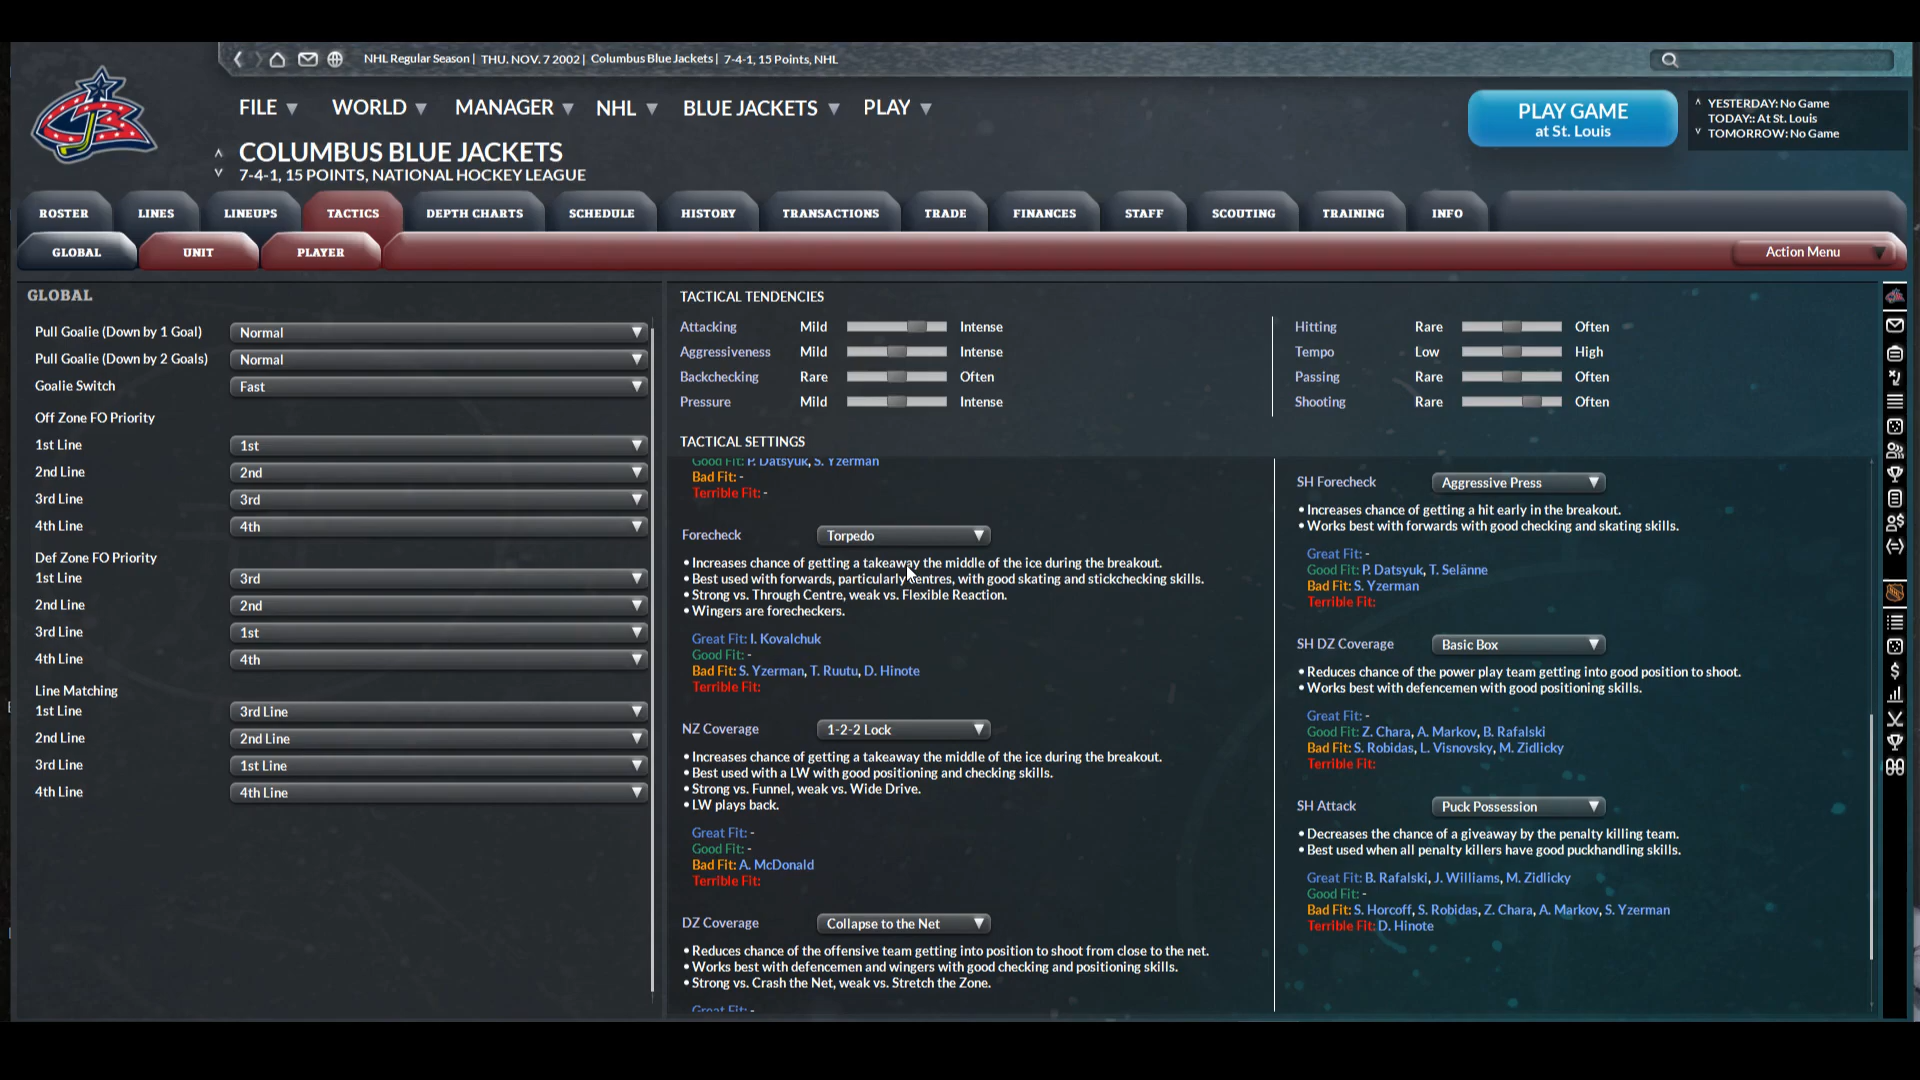 NHL Regular Season | THU. NOV. 7 2002 | Columbus Blue Jackets | 7-4-1, 15 Points, NHL
FILE WORLD MANAGER NHL BLUE JACKETS PLAY
PLAY GAME
at St. Louis
YESTERDAY: No Game
TODAY:: At St. Louis
TOMORROW: No Game
COLUMBUS BLUE JACKETS
7-4-1, 15 POINTS, NATIONAL HOCKEY LEAGUE
ROSTER LINES LINEUPS TACTICS DEPTH CHARTS SCHEDULE HISTORY TRANSACTIONS TRADE FINANCES STAFF SCOUTING TRAINING INFO
GLOBAL UNIT PLAYER Action Menu
GLOBAL
Pull Goalie (Down by 1 Goal) Normal
Pull Goalie (Down by 2 Goals) Normal
Goalie Switch Fast
Off Zone FO Priority
1st Line 1st
2nd Line 2nd
3rd Line 3rd
4th Line 4th
Def Zone FO Priority
1st Line 3rd
2nd Line 2nd
3rd Line 1st
4th Line 4th
Line Matching
1st Line 3rd Line
2nd Line 2nd Line
3rd Line 1st Line
4th Line 4th Line
TACTICAL TENDENCIES
Attacking Mild Intense
Aggressiveness Mild Intense
Backchecking Rare Often
Pressure Mild Intense
Hitting Rare Often
Tempo Low High
Passing Rare Often
Shooting Rare Often
TACTICAL SETTINGS
Good Fit: P. Datsyuk, S. Yzerman
Bad Fit: -
Terrible Fit: -
Forecheck Torpedo
• Increases chance of getting a takeaway the middle of the ice during the breakout.
• Best used with forwards, particularly centres, with good skating and stickchecking skills.
• Strong vs. Through Centre, weak vs. Flexible Reaction.
• Wingers are forecheckers.
Great Fit: I. Kovalchuk
Good Fit: -
Bad Fit: S. Yzerman, T. Ruutu, D. Hinote
Terrible Fit:
NZ Coverage 1-2-2 Lock
• Increases chance of getting a takeaway the middle of the ice during the breakout.
• Best used with a LW with good positioning and checking skills.
• Strong vs. Funnel, weak vs. Wide Drive.
• LW plays back.
Great Fit: -
Good Fit: -
Bad Fit: A. McDonald
Terrible Fit:
DZ Coverage Collapse to the Net
• Reduces chance of the offensive team getting into position to shoot from close to the net.
• Works best with defencemen and wingers with good checking and positioning skills.
• Strong vs. Crash the Net, weak vs. Stretch the Zone.
Great Fit: -
SH Forecheck Aggressive Press
• Increases chance of getting a hit early in the breakout.
• Works best with forwards with good checking and skating skills.
Great Fit: -
Good Fit: P. Datsyuk, T. Selänne
Bad Fit: S. Yzerman
Terrible Fit:
SH DZ Coverage Basic Box
• Reduces chance of the power play team getting into good position to shoot.
• Works best with defencemen with good positioning skills.
Great Fit: -
Good Fit: Z. Chara, A. Markov, B. Rafalski
Bad Fit: S. Robidas, L. Visnovsky, M. Zidlicky
Terrible Fit:
SH Attack Puck Possession
• Decreases the chance of a giveaway by the penalty killing team.
• Best used when all penalty killers have good puckhandling skills.
Great Fit: B. Rafalski, J. Williams, M. Zidlicky
Good Fit: -
Bad Fit: S. Horcoff, S. Robidas, Z. Chara, A. Markov, S. Yzerman
Terrible Fit: D. Hinote